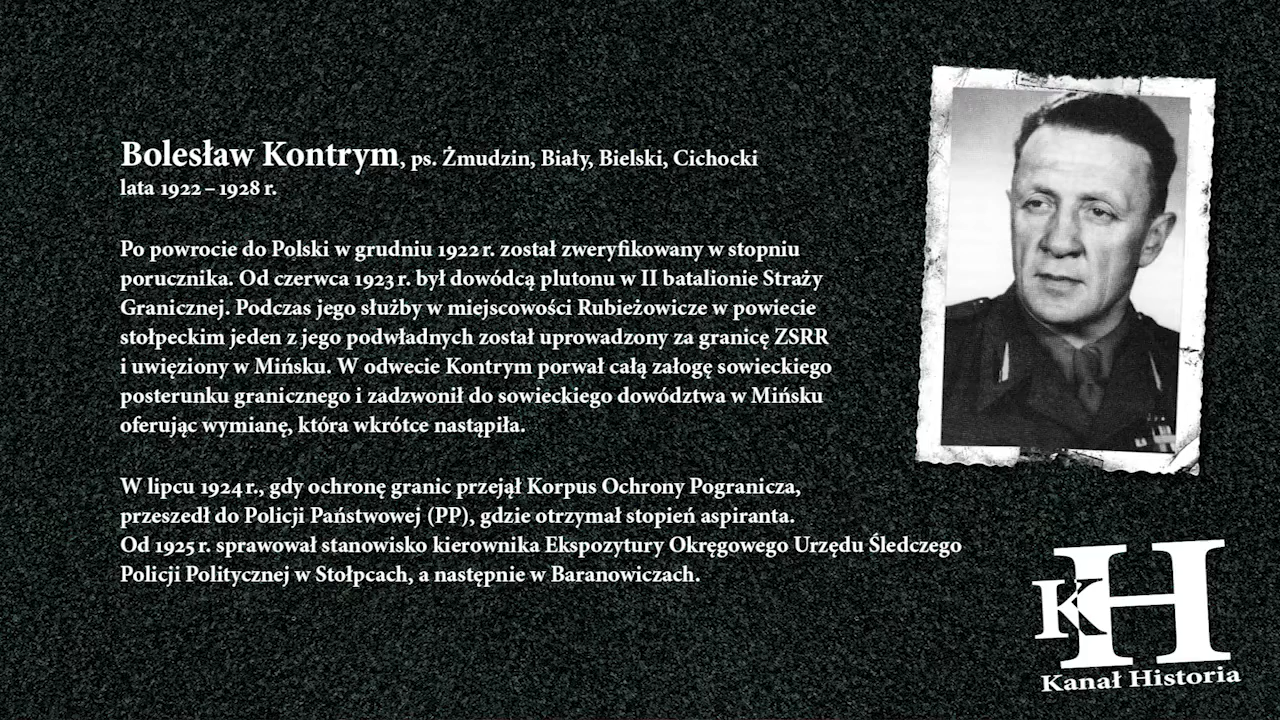 Bolesław Kontrym, ps. Żmudzin, Biały, Bielski, Cichocki
lata 1922 – 1928 r.
Po powrocie do Polski w grudniu 1922 r. został zweryfikowany w stopniu
porucznika. Od czerwca 1923 r. był dowódcą plutonu w II batalionie Straży
Granicznej. Podczas jego służby w miejscowości Rubieżowicze w powiecie
stołpeckim jeden z jego podwładnych został uprowadzony za granicę ZSRR
i uwięziony w Mińsku. W odwecie Kontrym porwał całą załogę sowieckiego
posterunku granicznego i zadzwonił do sowieckiego dowództwa w Mińsku
oferując wymianę, która wkrótce nastąpiła.
W lipcu 1924 r., gdy ochronę granic przejął Korpus Ochrony Pogranicza,
przeszedł do Policji Państwowej (PP), gdzie otrzymał stopień aspiranta.
Od 1925 r. sprawował stanowisko kierownika Ekspozytury Okręgowego Urzędu Śledczego
Policji Politycznej w Stołpcach, a następnie w Baranowiczach.
KH
Kanał Historia